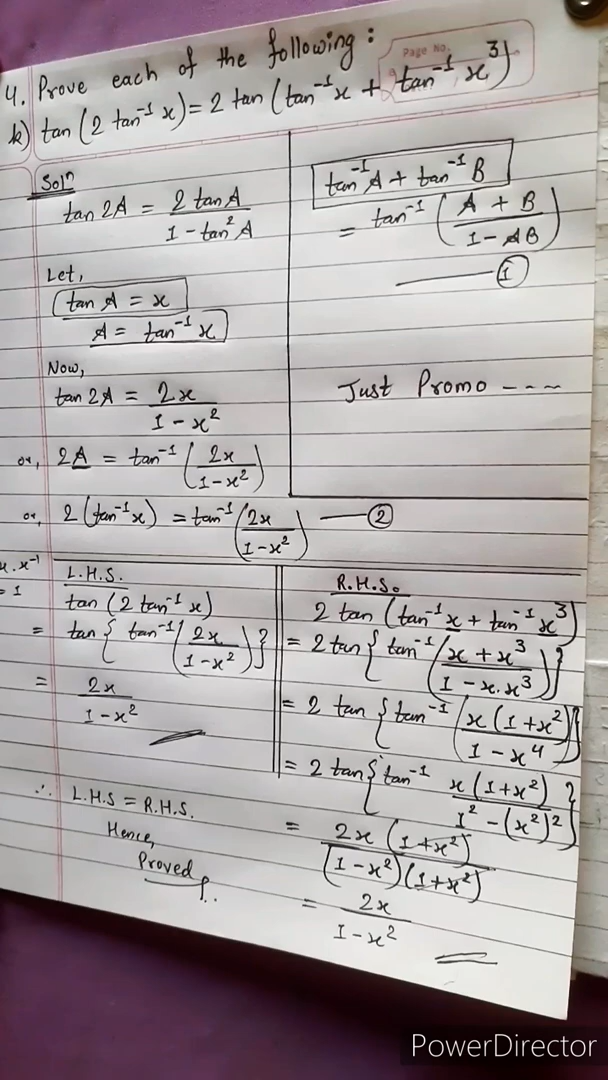 Page No.
4. Prove each of the following:
k) tan (2 tan⁻¹ x) = 2 tan (tan⁻¹x + tan⁻¹ x³)
Solⁿ
tan 2A = 2 tan A / 1 - tan² A
Let,
tan A = x
A = tan⁻¹ x
Now,
tan 2A = 2x / 1 - x²
or, 2A = tan⁻¹ (2x / 1 - x²)
or, 2 (tan⁻¹x) = tan⁻¹ (2x / 1 - x²) — ②
tan⁻¹ A + tan⁻¹ B
= tan⁻¹ (A + B / 1 - AB)
— ①
Just Promo ----
x. x⁻¹
= 1
L.H.S.
tan (2 tan⁻¹ x)
= tan { tan⁻¹ (2x / 1 - x²) }
= 2x / 1 - x²
∴ L.H.S = R.H.S.
Hence,
Proved
R.H.S.
2 tan (tan⁻¹x + tan⁻¹x³)
= 2 tan { tan⁻¹ (x + x³ / 1 - x.x³) }
= 2 tan { tan⁻¹ (x (1 + x²) / 1 - x⁴) }
= 2 tan { tan⁻¹ x (1 + x²) / 1² - (x²)² }
= 2x (1 + x²) / (1 - x²) (1 + x²)
= 2x / 1 - x²
PowerDirector